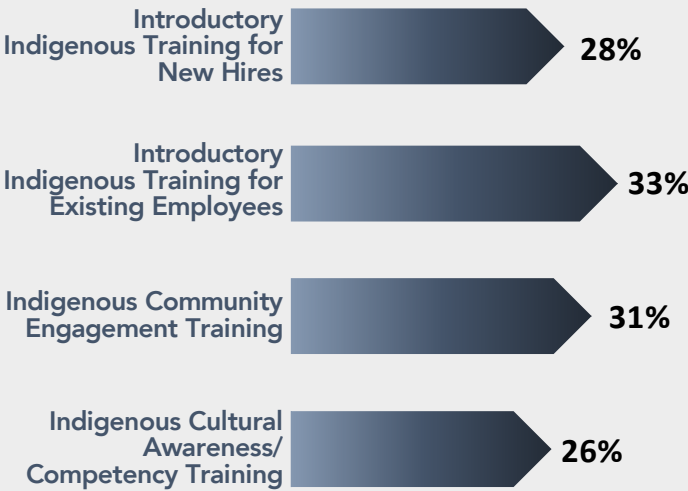 Introductory
Indigenous Training for
New Hires
28%
Introductory
Indigenous Training for
Existing Employees
33%
Indigenous Community
Engagement Training
31%
Indigenous Cultural
Awareness/
Competency Training
26%